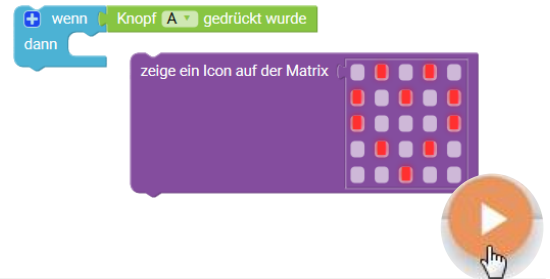 wenn Knopf A gedrückt wurde
dann
zeige ein Icon auf der Matrix